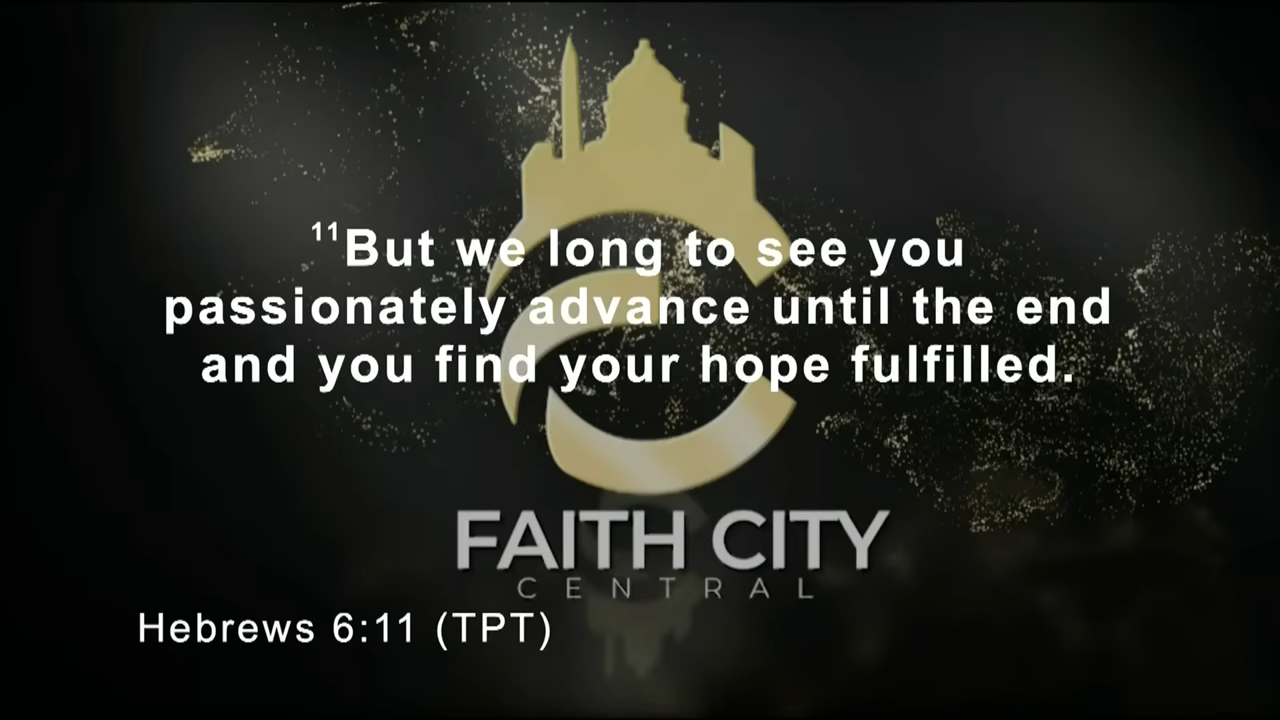 ¹¹But we long to see you
passionately advance until the end
and you find your hope fulfilled.
FAITH CITY
CENTRAL
Hebrews 6:11 (TPT)